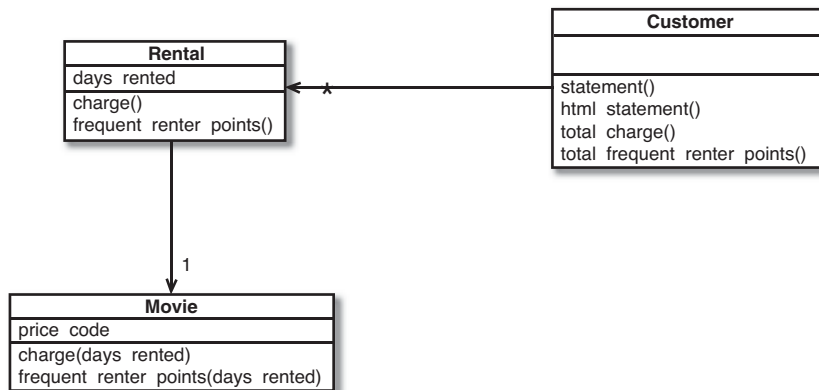 Rental
days rented
charge()
frequent renter points()
*
Customer
statement()
html statement()
total charge()
total frequent renter points()
1
Movie
price code
charge(days rented)
frequent renter points(days rented)